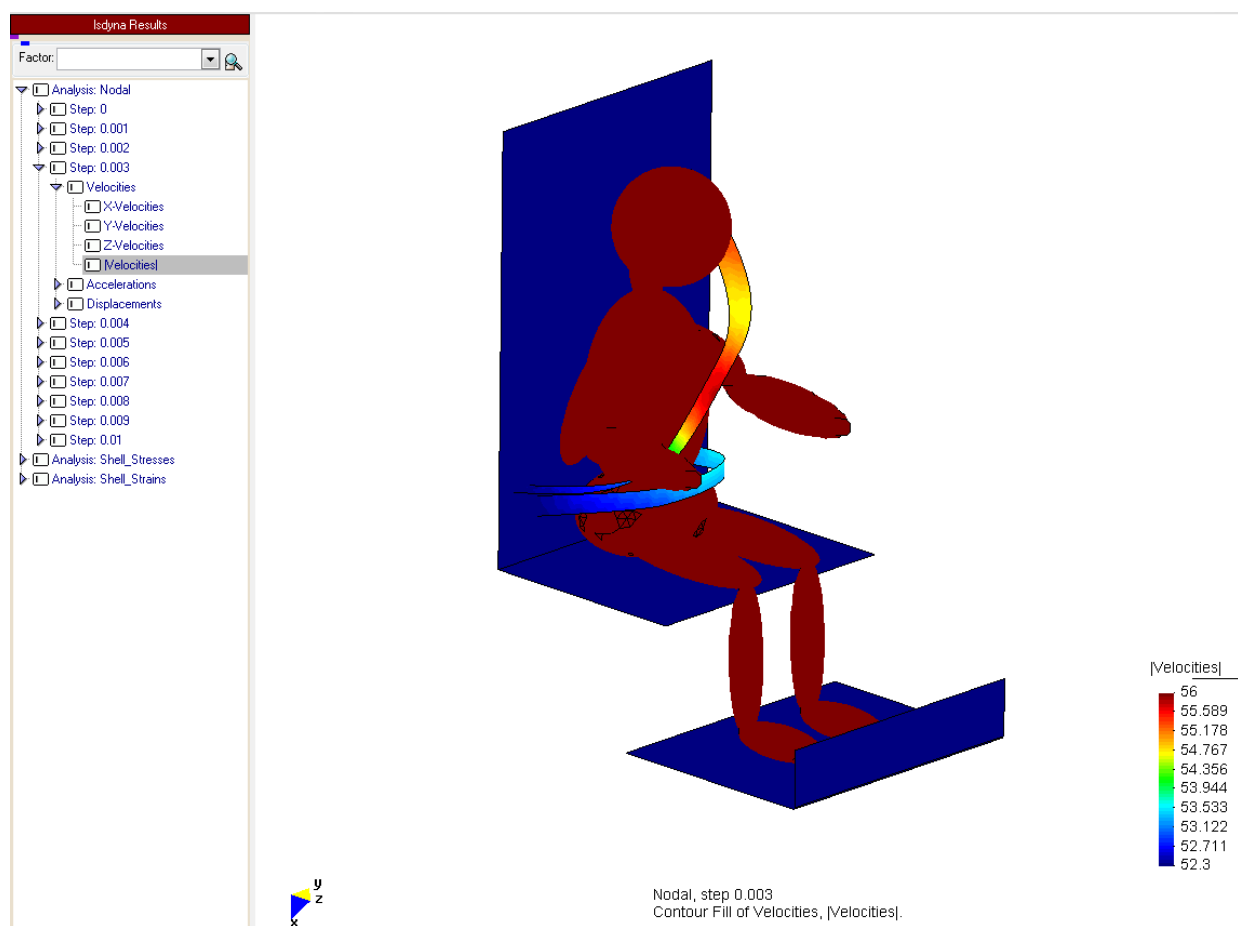 lsdyna Results
Factor:
Analysis: Nodal
Step: 0
Step: 0.001
Step: 0.002
Step: 0.003
Velocities
X-Velocities
Y-Velocities
Z-Velocities
|Velocities|
Accelerations
Displacements
Step: 0.004
Step: 0.005
Step: 0.006
Step: 0.007
Step: 0.008
Step: 0.009
Step: 0.01
Analysis: Shell_Stresses
Analysis: Shell_Strains
|Velocities|
56
55.589
55.178
54.767
54.356
53.944
53.533
53.122
52.711
52.3
y
z
x
Nodal, step 0.003
Contour Fill of Velocities, |Velocities|.